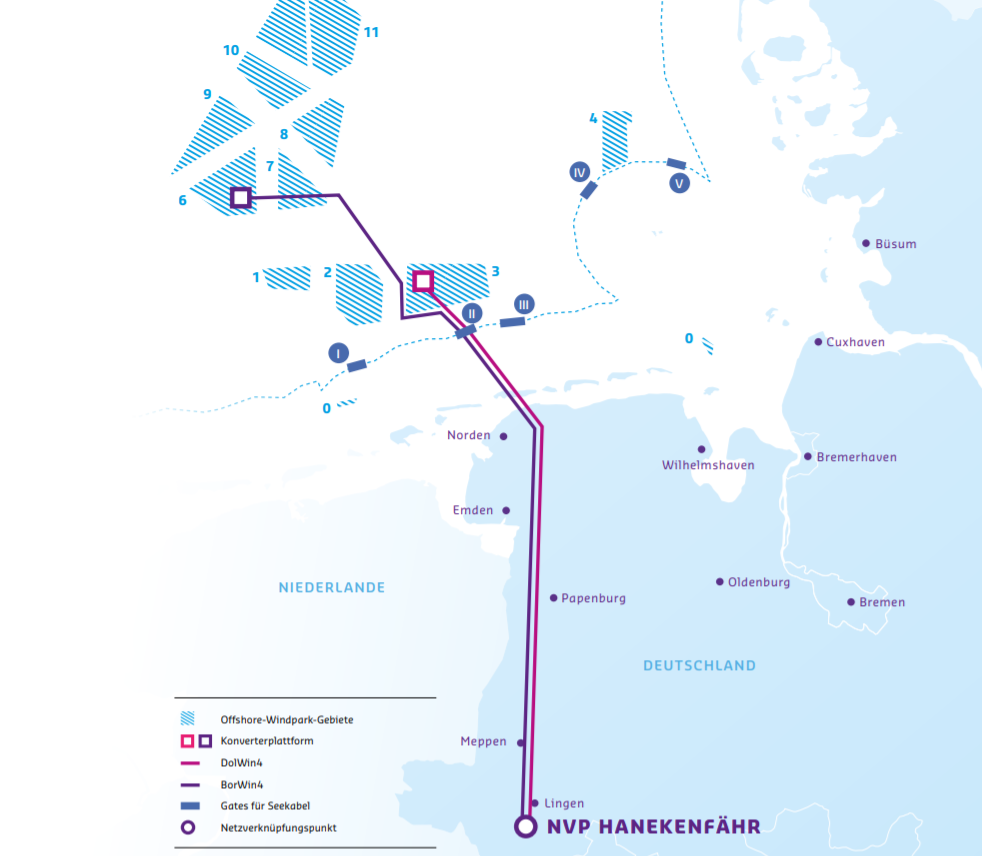 11
10
9
8
7
6
4
IV
V
Büsum
1
2
3
II
III
I
0
Cuxhaven
0
Norden
Wilhelmshaven
Bremerhaven
Emden
NIEDERLANDE
Oldenburg
Papenburg
Bremen
DEUTSCHLAND
Offshore-Windpark-Gebiete
Konverterplattform
DolWin4
BorWin4
Gates für Seekabel
Netzverknüpfungspunkt
Meppen
Lingen
NVP HANEKENFÄHR